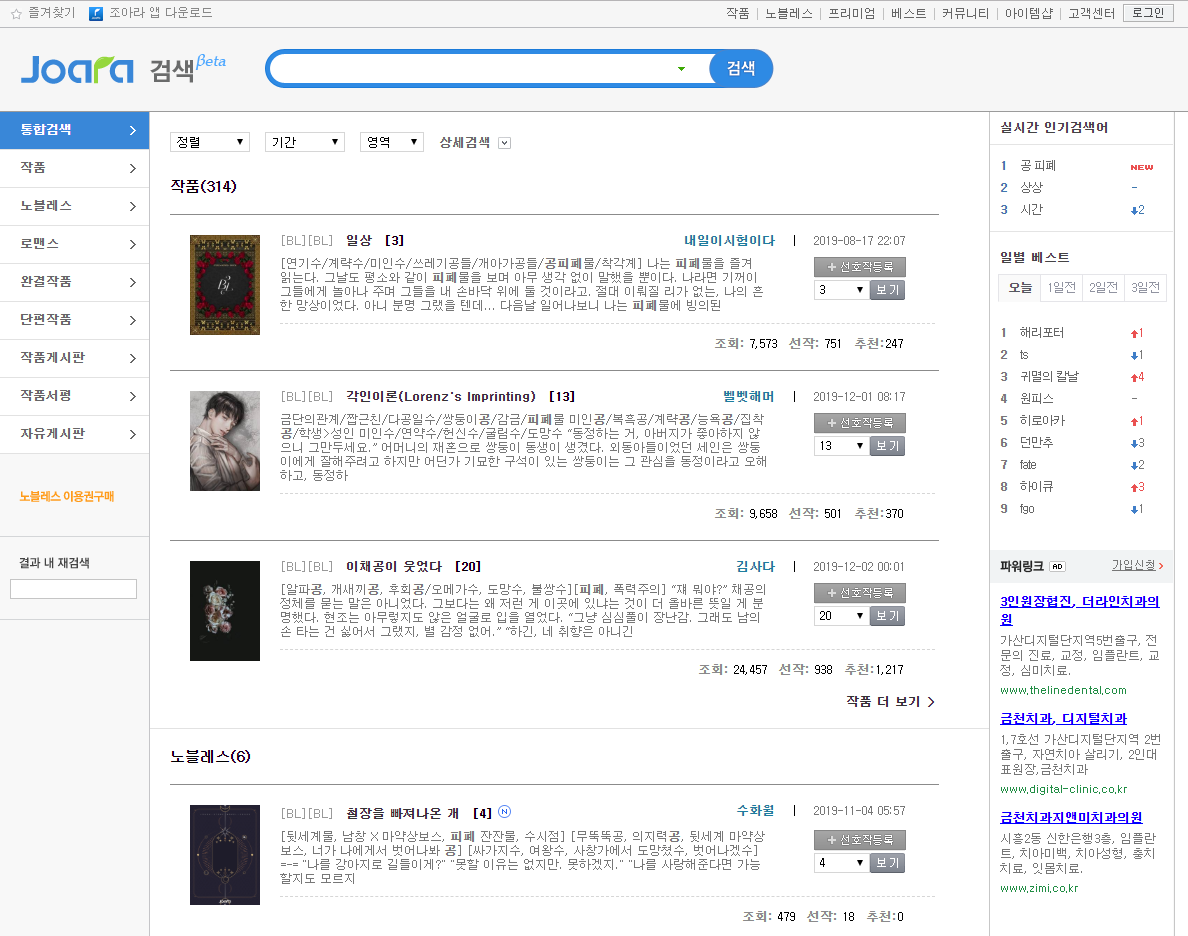 즐겨찾기 조아라 앱 다운로드 작품 노블레스 프리미엄 베스트 커뮤니티 아이템샵 고객센터 로그인
Joara 검색 βeta 검색
통합검색
작품
노블레스
로맨스
완결작품
단편작품
작품게시판
작품서평
자유게시판
노블레스 이용권구매
결과 내 재검색
정렬 기간 영역 상세검색
작품(314)
[BL][BL] 일상 [3] 내일이시험이다 2019-08-17 22:07
[연기수/계략수/미인수/쓰레기공들/개아가공들/공피폐물/착각계] 나는 피폐물을 즐겨
읽는다. 그날도 평소와 같이 피폐물을 보며 아무 생각 없이 말했을 뿐이다. 나라면 기꺼이
그들에게 놀아나 주며 그들을 내 손바닥 위에 둘 것이라고. 절대 이뤄질 리가 없는, 나의 흔
한 망상이었다. 아니 분명 그랬을 텐데... 다음날 일어나보니 나는 피폐물에 빙의된
+ 선호작등록
3 보기
조회: 7,573 선작: 751 추천:247
[BL][BL] 각인이론(Lorenz's Imprinting) [13] 벨벳해머 2019-12-01 08:17
금단의관계/짭근친/다공일수/쌍둥이공/감금/피폐물 미인공/복흑공/계략공/능욕공/집착
공/학생>성인 미인수/연약수/헌신수/굴림수/도망수 “동정하는 거, 아버지가 좋아하지 않
으니 그만두세요.” 어머니의 재혼으로 쌍둥이 동생이 생겼다. 외동아들이었던 세인은 쌍둥
이에게 잘해주려고 하지만 어딘가 기묘한 구석이 있는 쌍둥이는 그 관심을 동정이라고 오해
하고, 동정하
+ 선호작등록
13 보기
조회: 9,658 선작: 501 추천:370
[BL][BL] 이채공이 웃었다 [20] 김사다 2019-12-02 00:01
[알파공, 개새끼공, 후회공/오메가수, 도망수, 불쌍수][피폐, 폭력주의] “쟤 뭐야?” 채공의
정체를 묻는 말은 아니었다. 그보다는 왜 저런 게 이곳에 있냐는 것이 더 올바른 뜻일 게 분
명했다. 현조는 아무렇지도 않은 얼굴로 입을 열었다. “그냥 심심풀이 장난감. 그래도 남의
손 타는 건 싫어서 그랬지, 별 감정 없어.” “하긴, 네 취향은 아니긴
+ 선호작등록
20 보기
조회: 24,457 선작: 938 추천:1,217
작품 더 보기 >
노블레스(6)
[BL][BL] 철장을 빠져나온 개 [4] N 수화월 2019-11-04 05:57
[뒷세계물, 남창 X 마약상보스, 피폐 잔잔물, 수시점] [무뚝뚝공, 의지력공, 뒷세계 마약상
보스, 너가 나에게서 벗어나봐 공] [싸가지수, 여왕수, 사창가에서 도망쳤수, 벗어나겠수]
=-= "나를 강아지로 길들이게?" "못할 이유는 없지만. 못하겠지." "나를 사랑해준다면 가능
할지도 모르지
+ 선호작등록
4 보기
조회: 479 선작: 18 추천:0
실시간 인기검색어
1 공 피폐 NEW
2 상상 -
3 시간 2
일별 베스트
오늘 1일전 2일전 3일전
1 해리포터 1
2 ts 1
3 귀멸의 칼날 4
4 원피스 -
5 히로아카 1
6 던만추 3
7 fate 2
8 하이큐 3
9 fgo 1
파워링크 AD 가입신청 >
3인원장협진, 더라인치과의
원
가산디지털단지역5번출구, 전
문의 진료, 교정, 임플란트, 교
정, 심미치료.
www.thelinedental.com
금천치과, 디지털치과
1,7호선 가산디지털단지역 2번
출구, 자연치아 살리기, 2인대
표원장,금천치과
www.digital-clinic.co.kr
금천치과지앤미치과의원
시흥2동 신한은행3층, 임플란
트, 치아미백, 치아성형, 충치
치료, 잇몸치료.
www.zimi.co.kr